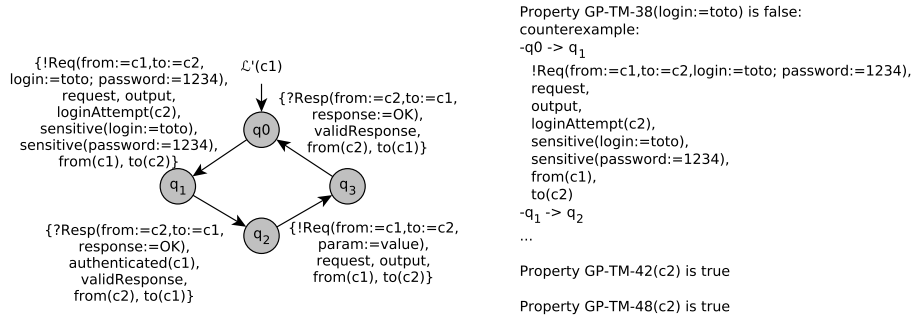 {!Req(from:=c1,to:=c2,
login:=toto; password:=1234),
request, output,
loginAttempt(c2),
sensitive(login:=toto),
sensitive(password:=1234),
from(c1), to(c2)}
ℒ'(c1)
{?Resp(from:=c2,to:=c1,
response:=OK),
validResponse,
from(c2), to(c1)}
q0
q1
q3
q2
{?Resp(from:=c2,to:=c1,
response:=OK),
authenticated(c1),
validResponse,
from(c2), to(c1)}
{!Req(from:=c1,to:=c2,
param:=value),
request, output,
from(c1), to(c2)}
Property GP-TM-38(login:=toto) is false:
counterexample:
-q0 -> q1
!Req(from:=c1,to:=c2,login:=toto; password:=1234),
request,
output,
loginAttempt(c2),
sensitive(login:=toto),
sensitive(password:=1234),
from(c1),
to(c2)
-q1 -> q2
...
Property GP-TM-42(c2) is true
Property GP-TM-48(c2) is true